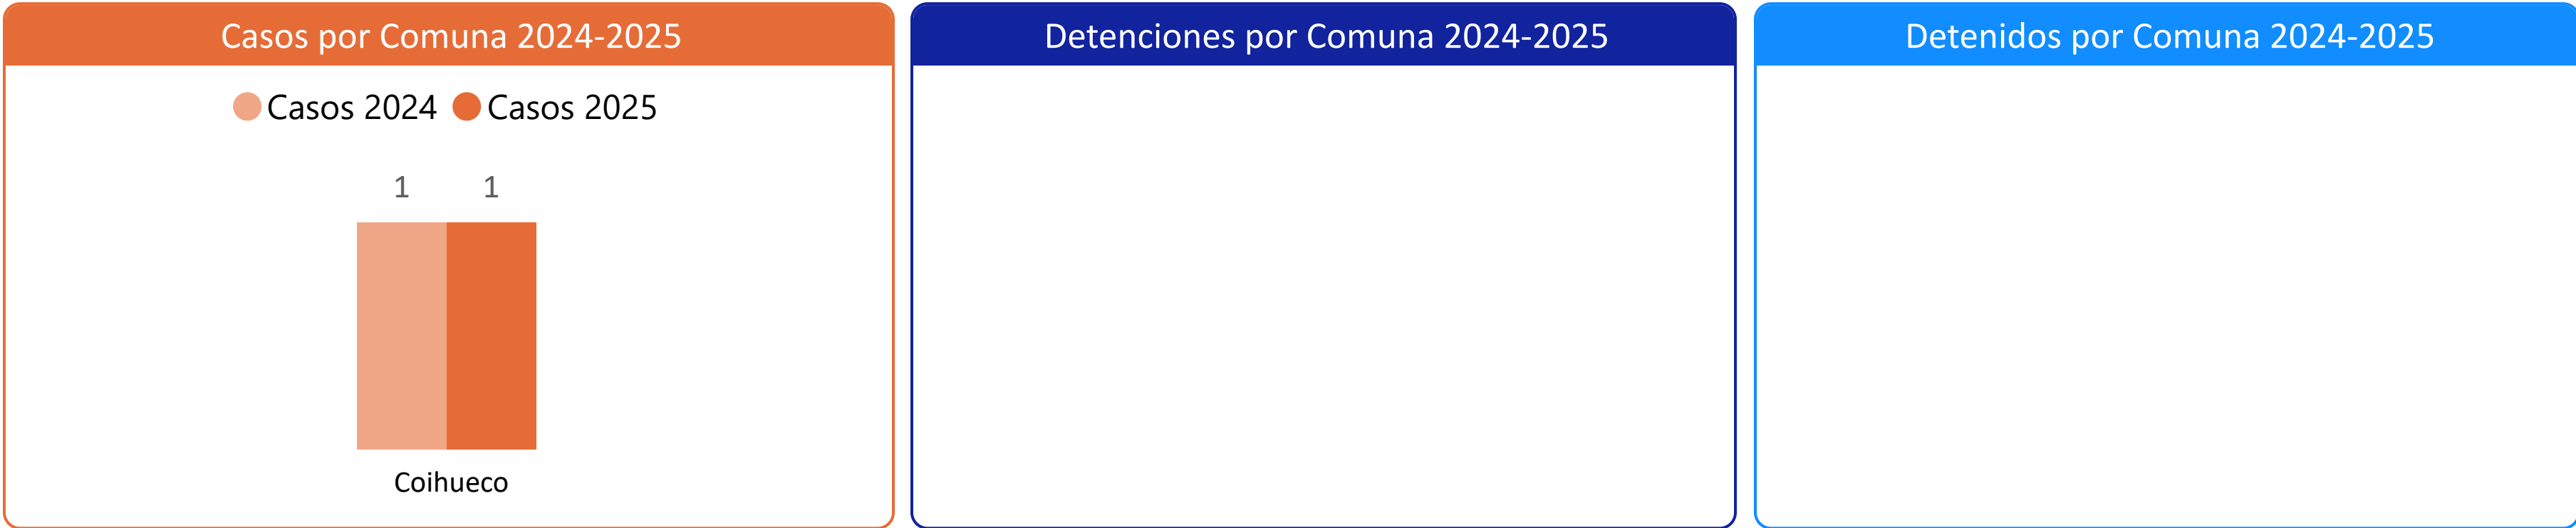 Casos por Comuna 2024-2025
Casos 2024 Casos 2025
1 1
Coihueco
Detenciones por Comuna 2024-2025
Detenidos por Comuna 2024-2025